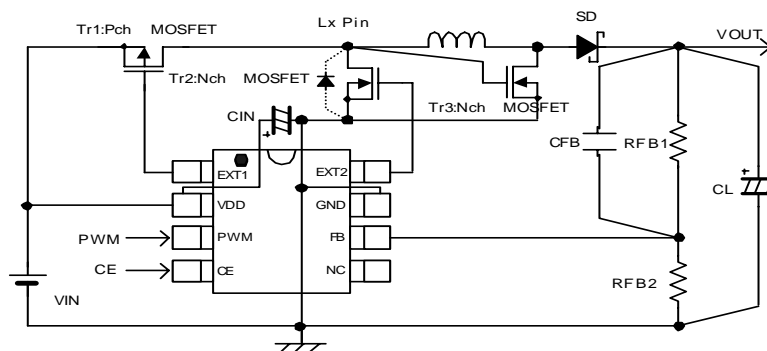 SD
Tr1:Pch MOSFET
Lx Pin
VOUT
Tr2:Nch
MOSFET
Tr3:Nch MOSFET
CIN
+
CFB
RFB1
+
CL
EXT1
EXT2
VDD
GND
PWM
PWM
FB
CE
CE
NC
VIN
RFB2